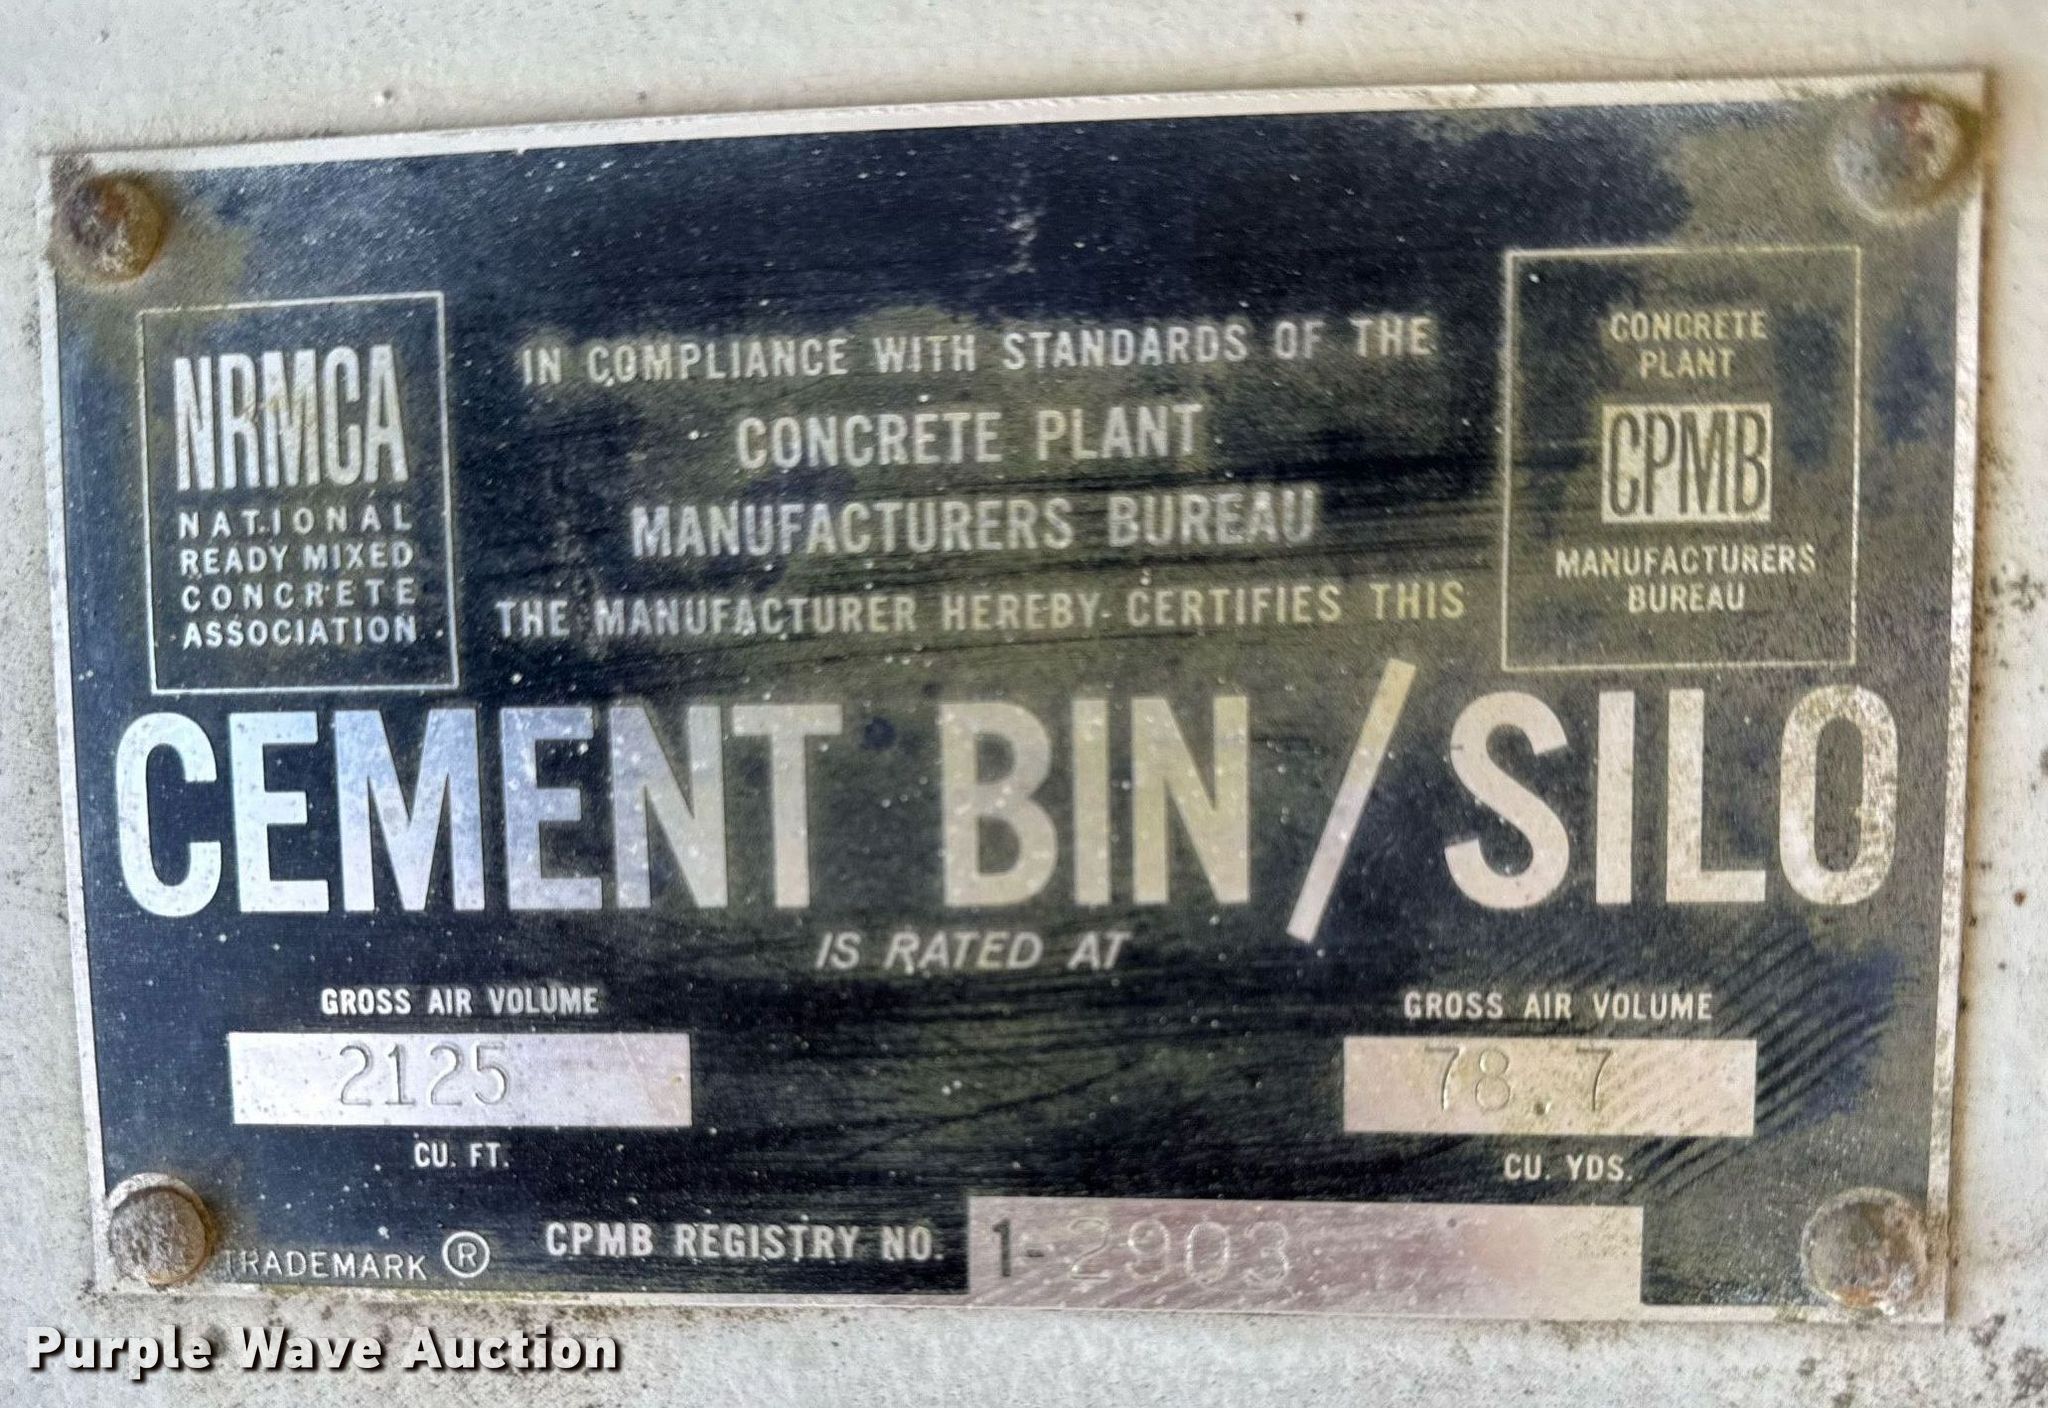 NRMCA
NATIONAL
READY MIXED
CONCRETE
ASSOCIATION
IN COMPLIANCE WITH STANDARDS OF THE
CONCRETE PLANT
MANUFACTURERS BUREAU
THE MANUFACTURER HEREBY CERTIFIES THIS
CONCRETE
PLANT
CPMB
MANUFACTURERS
BUREAU
CEMENT BIN/SILO
IS RATED AT
GROSS AIR VOLUME
2125
CU. FT.
GROSS AIR VOLUME
78.7
CU. YDS.
TRADEMARK ®
CPMB REGISTRY NO. 1-2903
Purple Wave Auction